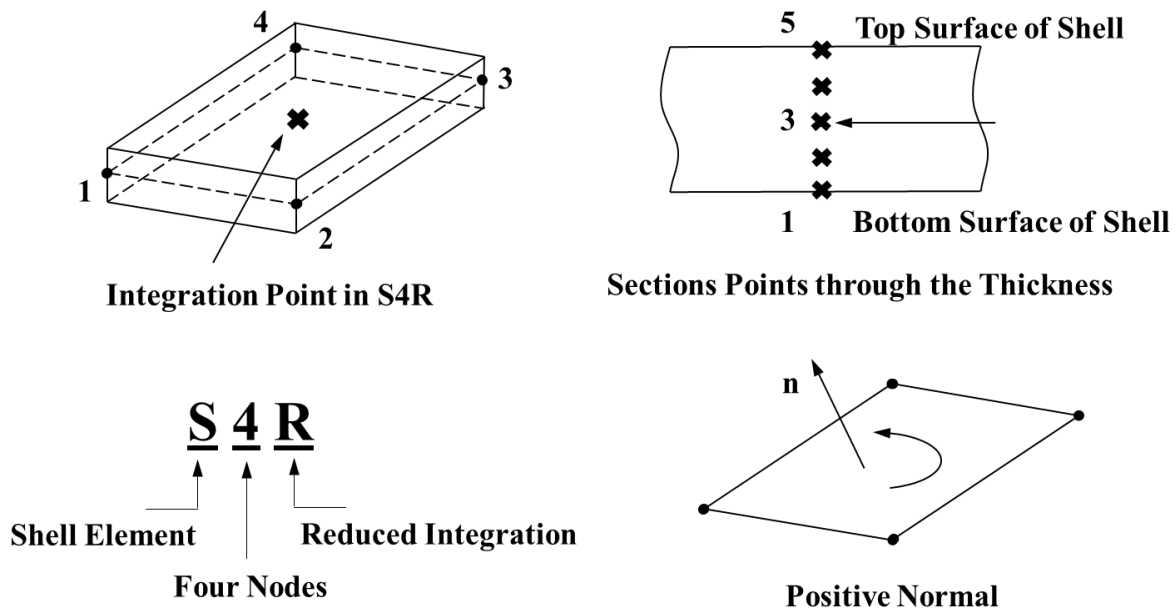 4
3
1
2
Integration Point in S4R
5
Top Surface of Shell
3
1
Bottom Surface of Shell
Sections Points through the Thickness
S 4 R
Shell Element
Reduced Integration
Four Nodes
n
Positive Normal